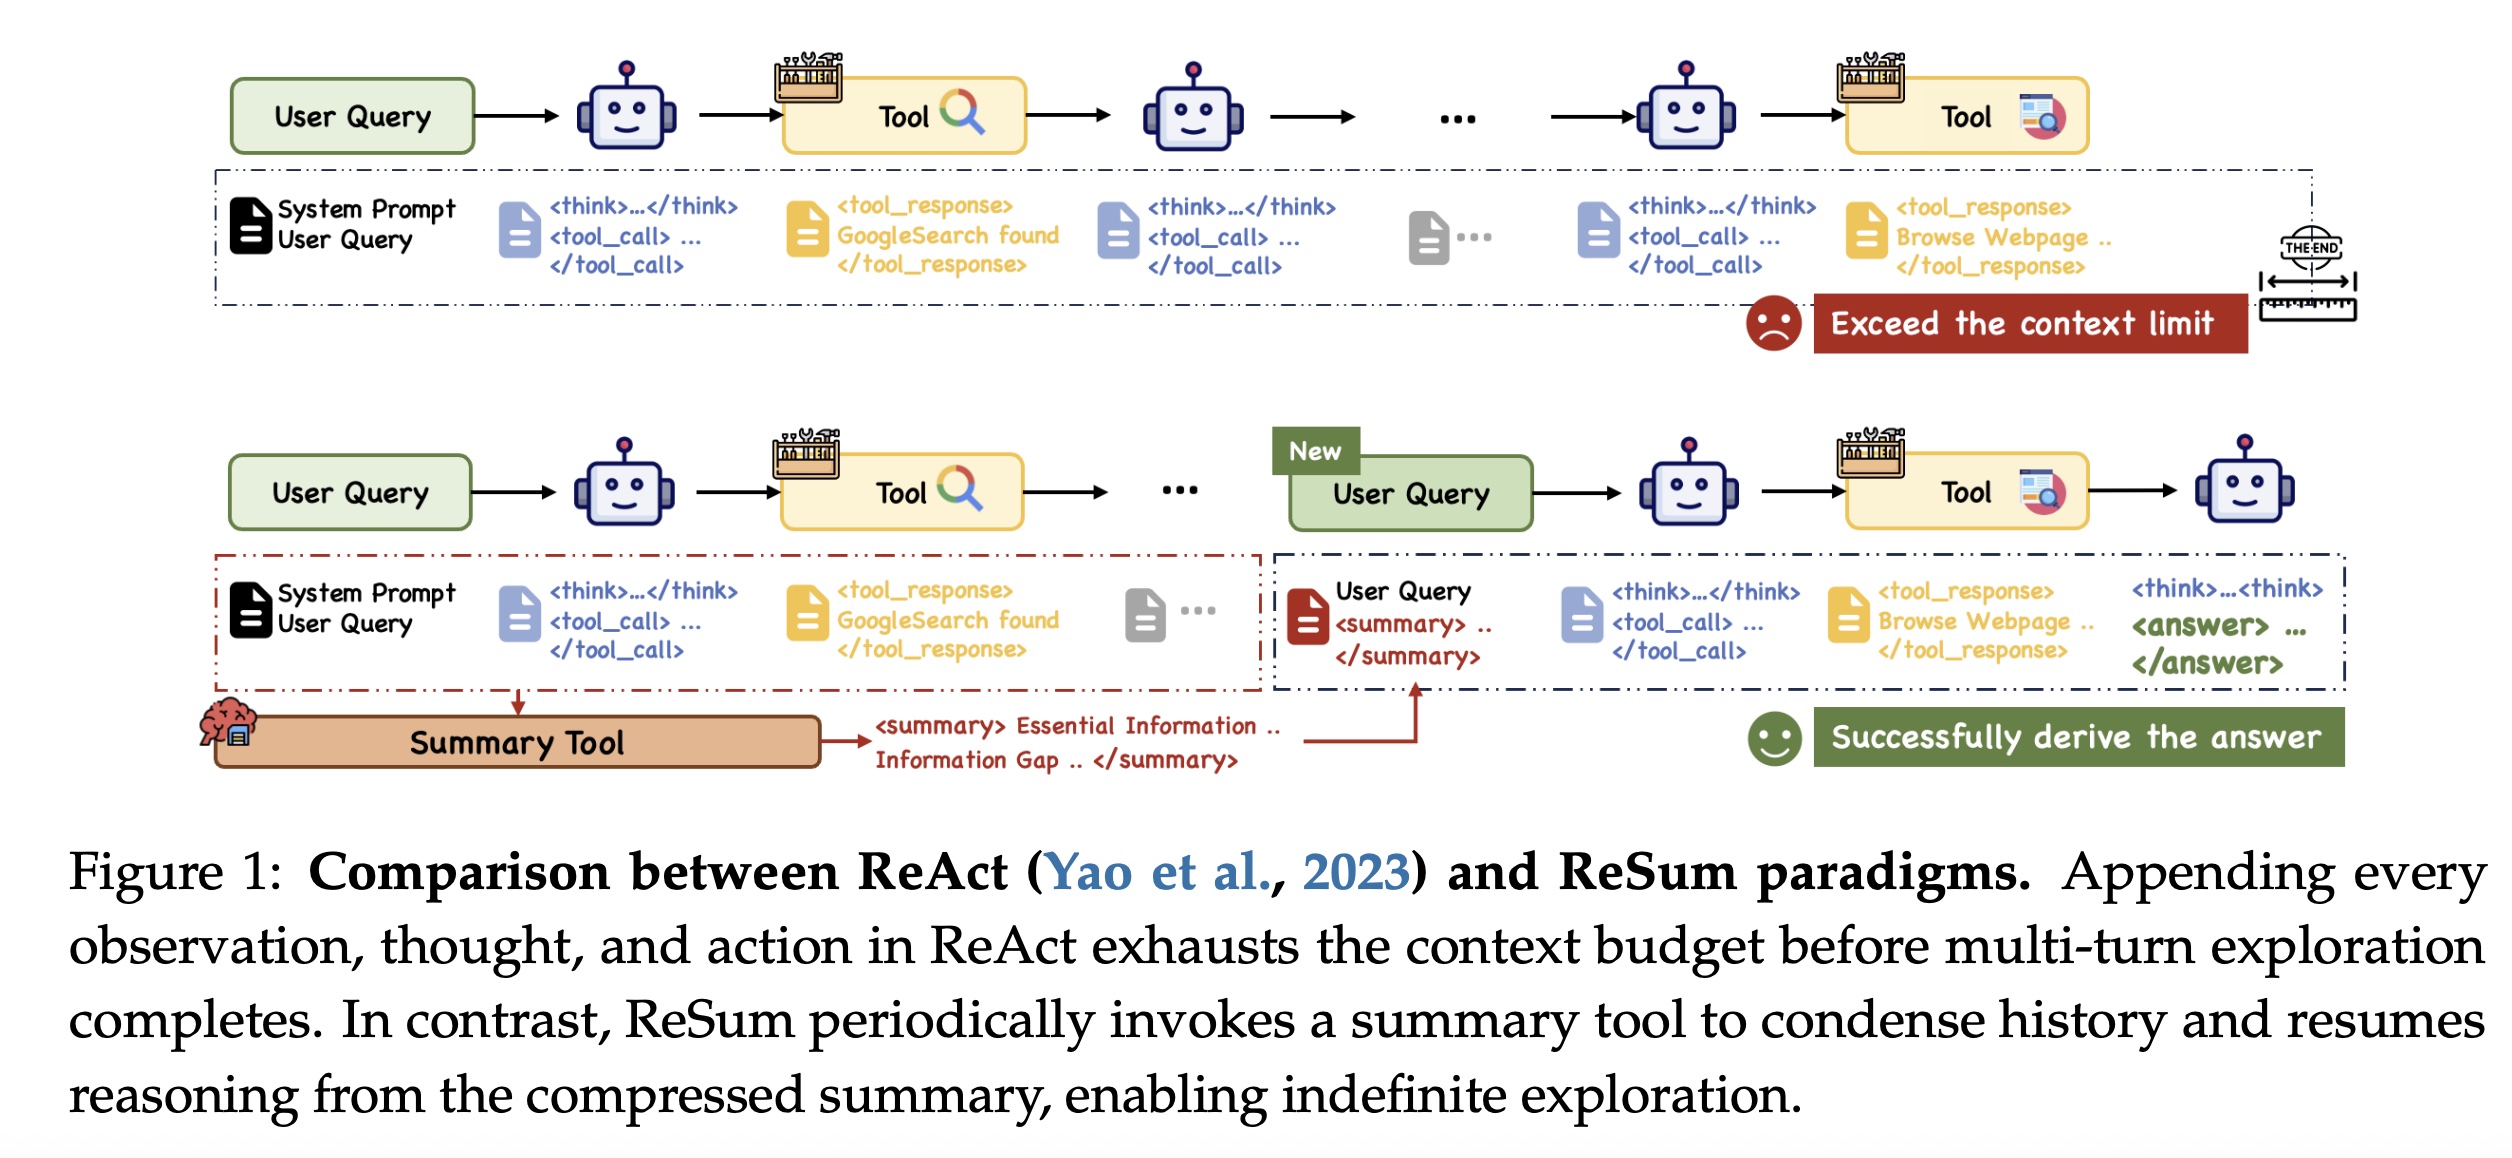 User Query
Tool
...
Tool
System Prompt
User Query
<think>...</think>
<tool_call> ...
</tool_call>
<tool_response>
GoogleSearch found
</tool_response>
<think>...</think>
<tool_call> ...
</tool_call>
...
<think>...</think>
<tool_call> ...
</tool_call>
<tool_response>
Browse Webpage ..
</tool_response>
THE END
Exceed the context limit
User Query
Tool
...
New
User Query
Tool
System Prompt
User Query
<think>...</think>
<tool_call> ...
</tool_call>
<tool_response>
GoogleSearch found
</tool_response>
...
User Query
<summary> ..
</summary>
<think>...</think>
<tool_call> ...
</tool_call>
<tool_response>
Browse Webpage ..
</tool_response>
<think>...<think>
<answer> ...
</answer>
Summary Tool
<summary> Essential Information ..
Information Gap .. </summary>
Successfully derive the answer
Figure 1: Comparison between ReAct (Yao et al., 2023) and ReSum paradigms. Appending every
observation, thought, and action in ReAct exhausts the context budget before multi-turn exploration
completes. In contrast, ReSum periodically invokes a summary tool to condense history and resumes
reasoning from the compressed summary, enabling indefinite exploration.